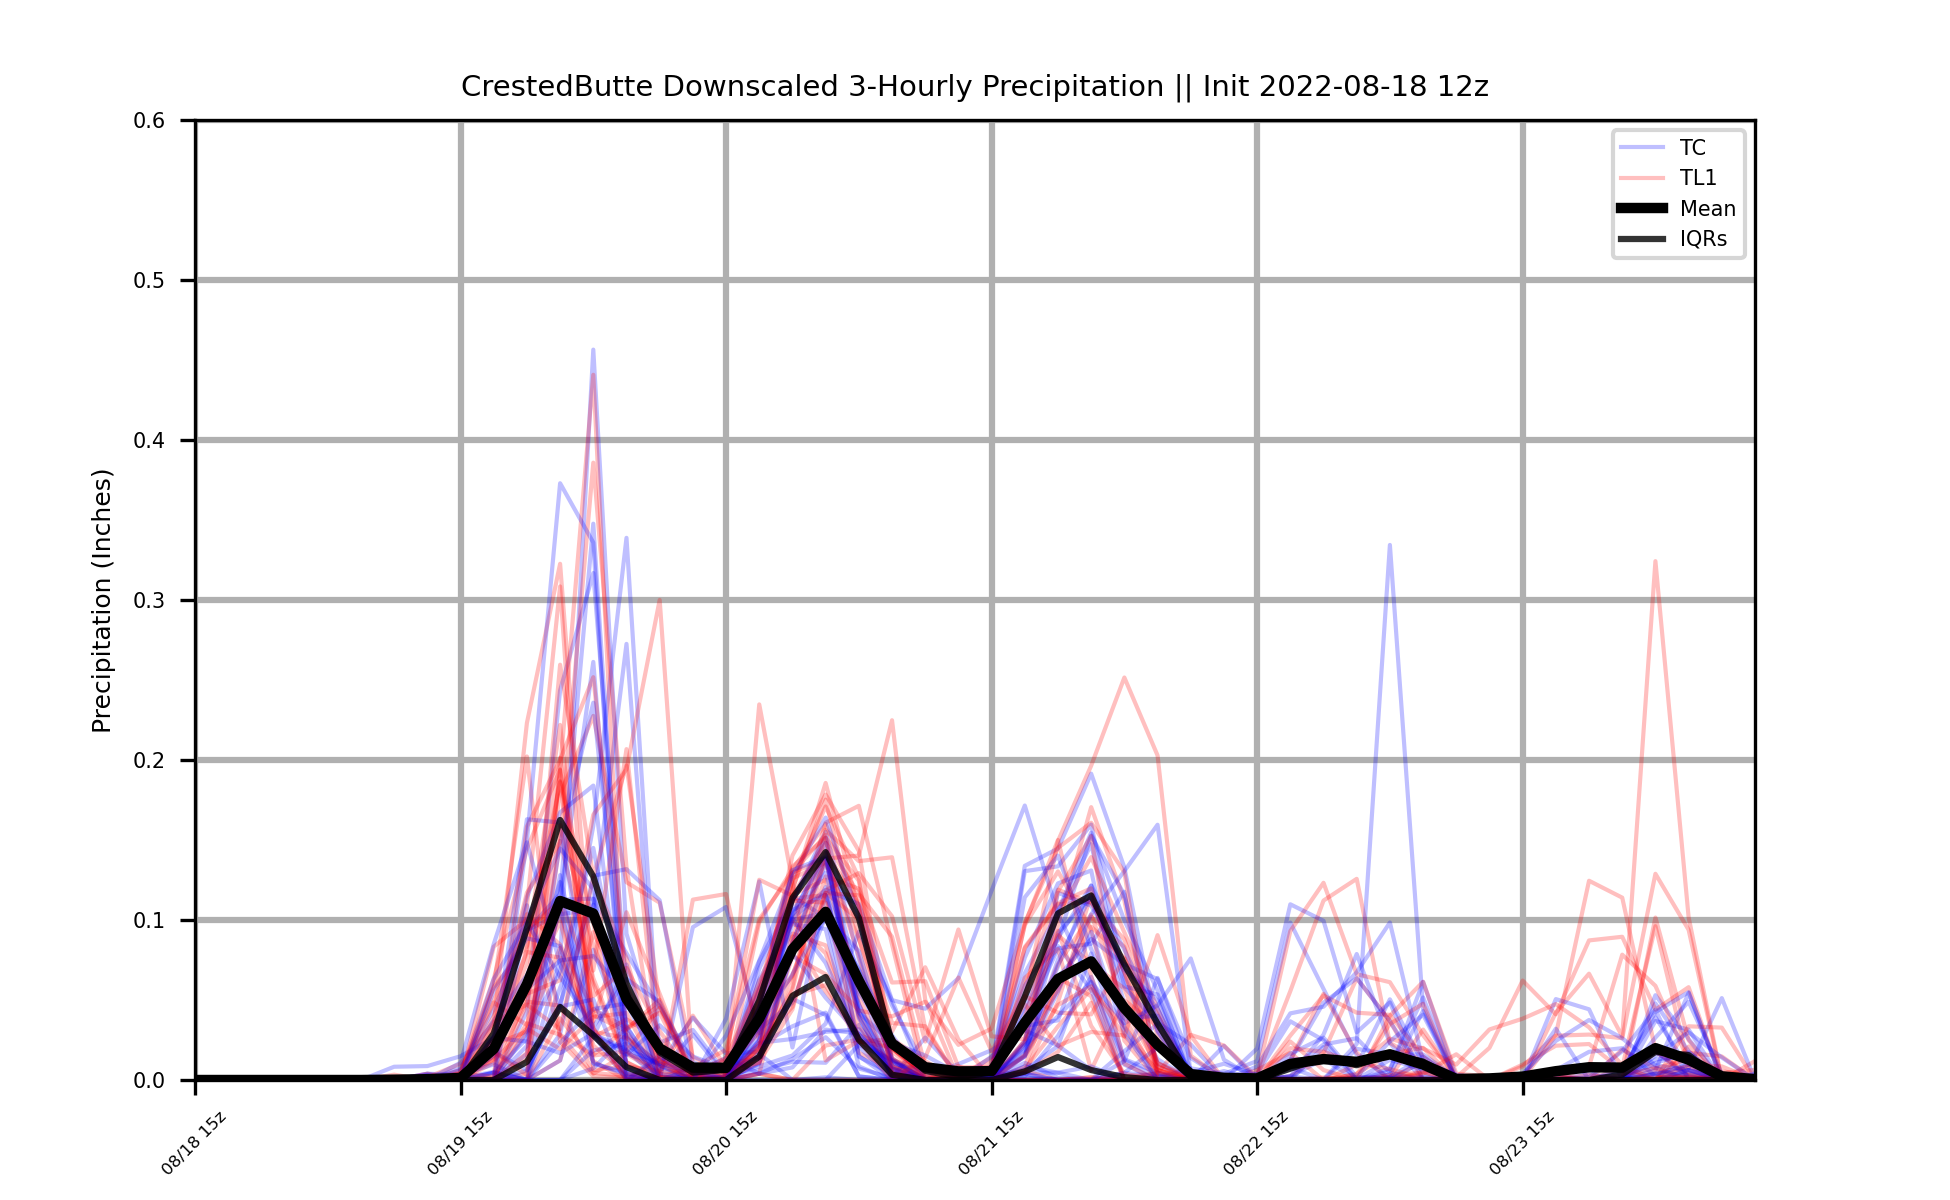 CrestedButte Downscaled 3-Hourly Precipitation || Init 2022-08-18 12z
TC
TL1
Mean
IQRs
Precipitation (Inches)
0.6
0.5
0.4
0.3
0.2
0.1
0.0
08/18 15z
08/19 15z
08/20 15z
08/21 15z
08/22 15z
08/23 15z